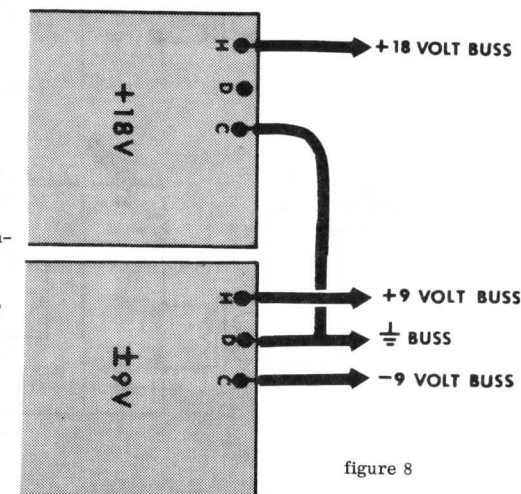 H
+18 VOLT BUSS
D
C
+18V
H
+9 VOLT BUSS
D
⏚ BUSS
C
−9 VOLT BUSS
±9V
figure 8